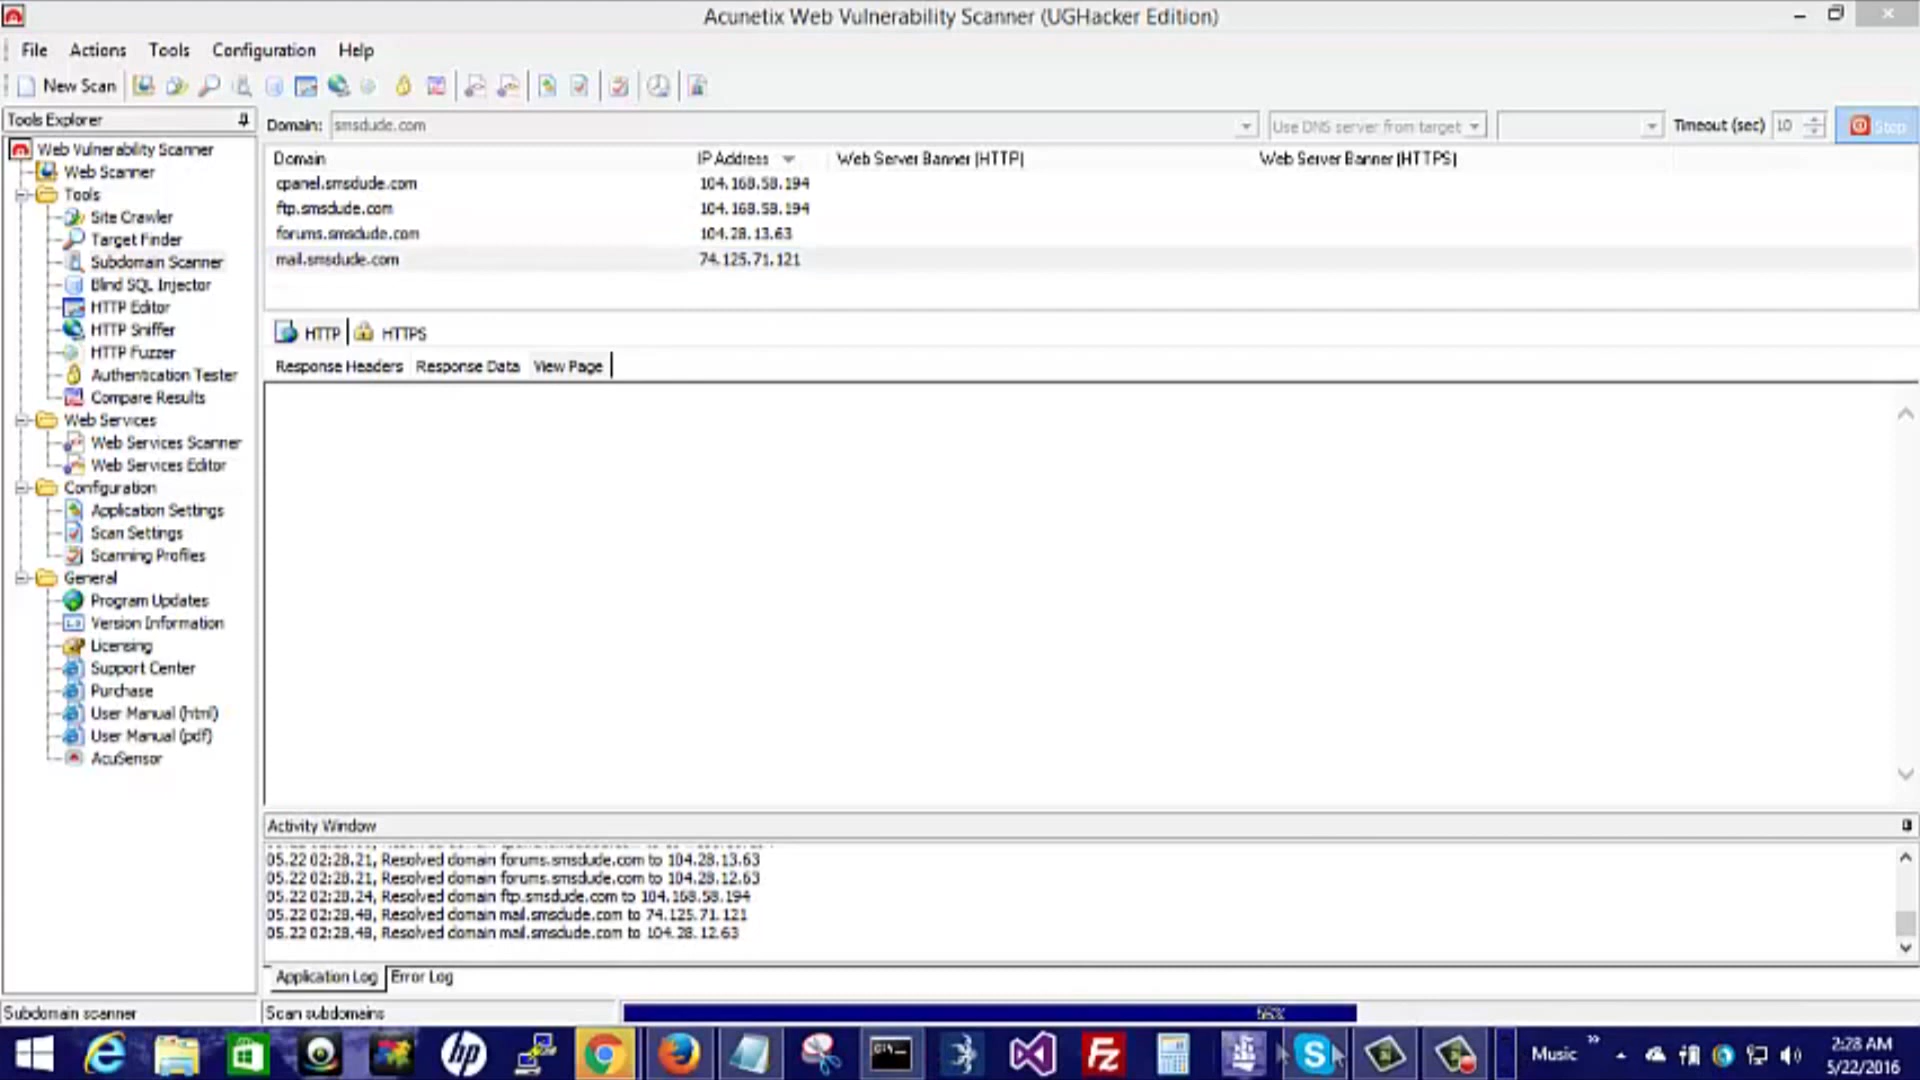 Acunetix Web Vulnerability Scanner (UGHacker Edition)
File Actions Tools Configuration Help
New Scan
Tools Explorer
Domain: smsdude.com Use DNS server from target Timeout (sec) 10 Stop
Web Vulnerability Scanner
Web Scanner
Tools
Site Crawler
Target Finder
Subdomain Scanner
Blind SQL Injector
HTTP Editor
HTTP Sniffer
HTTP Fuzzer
Authentication Tester
Compare Results
Web Services
Web Services Scanner
Web Services Editor
Configuration
Application Settings
Scan Settings
Scanning Profiles
General
Program Updates
Version Information
Licensing
Support Center
Purchase
User Manual (html)
User Manual (pdf)
AcuSensor
Domain IP Address Web Server Banner [HTTP] Web Server Banner [HTTPS]
cpanel.smsdude.com 104.168.58.194
ftp.smsdude.com 104.168.58.194
forums.smsdude.com 104.28.13.63
mail.smsdude.com 74.125.71.121
HTTP HTTPS
Response Headers Response Data View Page
Activity Window
05.22 02:28.21, Resolved domain forums.smsdude.com to 104.28.13.63
05.22 02:28.21, Resolved domain forums.smsdude.com to 104.28.12.63
05.22 02:28.24, Resolved domain ftp.smsdude.com to 104.168.58.194
05.22 02:28.48, Resolved domain mail.smsdude.com to 74.125.71.121
05.22 02:28.48, Resolved domain mail.smsdude.com to 104.28.12.63
Application Log Error Log
Subdomain scanner Scan subdomains 56%
Music 2:28 AM
5/22/2016